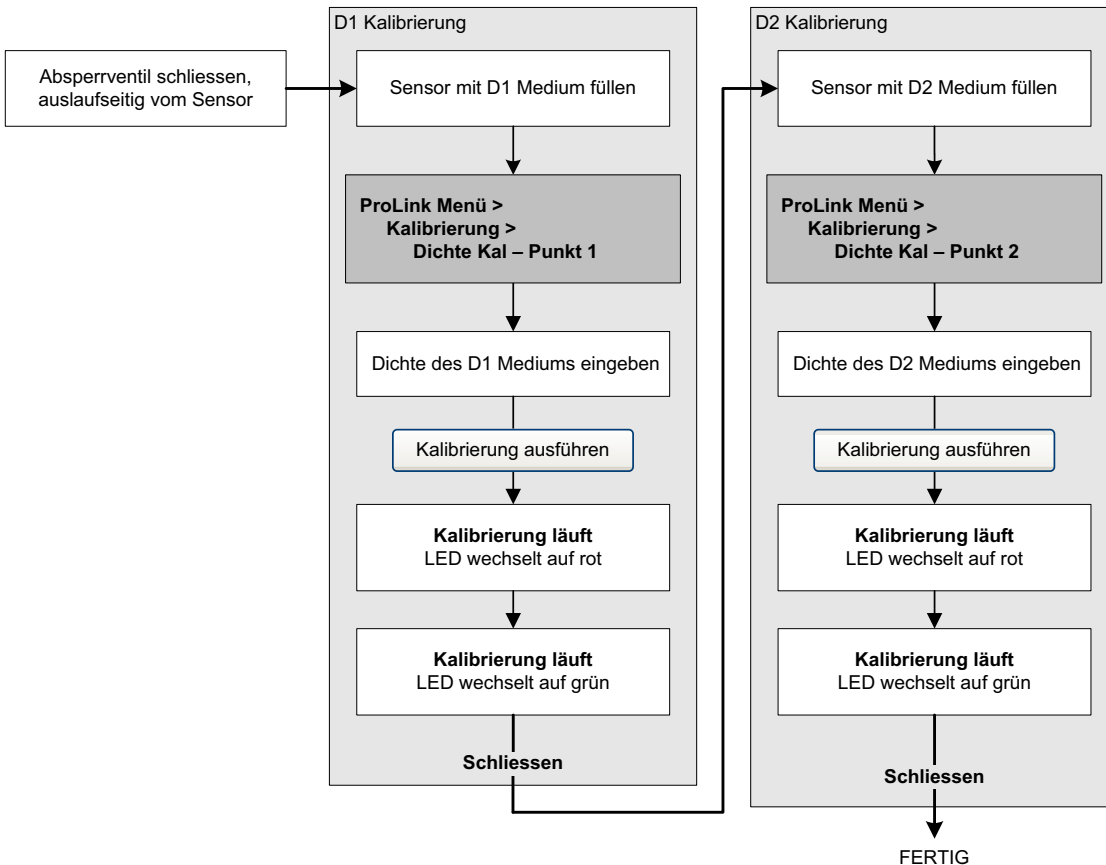 Absperrventil schliessen,
auslaufseitig vom Sensor
D1 Kalibrierung
Sensor mit D1 Medium füllen
ProLink Menü >
Kalibrierung >
Dichte Kal – Punkt 1
Dichte des D1 Mediums eingeben
Kalibrierung ausführen
Kalibrierung läuft
LED wechselt auf rot
Kalibrierung läuft
LED wechselt auf grün
Schliessen
D2 Kalibrierung
Sensor mit D2 Medium füllen
ProLink Menü >
Kalibrierung >
Dichte Kal – Punkt 2
Dichte des D2 Mediums eingeben
Kalibrierung ausführen
Kalibrierung läuft
LED wechselt auf rot
Kalibrierung läuft
LED wechselt auf grün
Schliessen
FERTIG